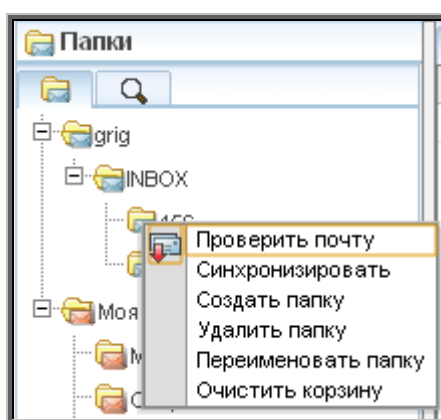 Папки
grig
INBOX
Проверить почту
Синхронизировать
Создать папку
Удалить папку
Переименовать папку
Очистить корзину
Моя